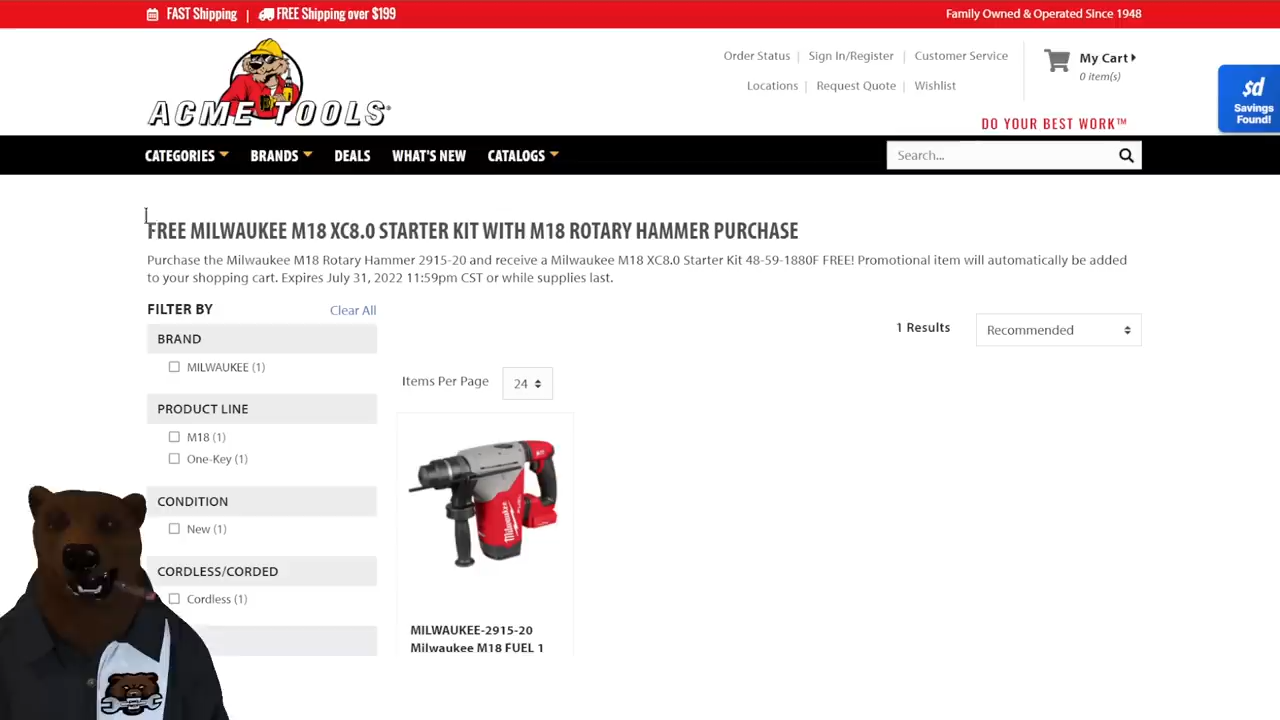 FAST Shipping | FREE Shipping over $199
Family Owned & Operated Since 1948
Order Status | Sign In/Register | Customer Service
Locations | Request Quote | Wishlist
My Cart
0 item(s)
$d
Savings
Found!
ACME TOOLS®
DO YOUR BEST WORK™
CATEGORIES BRANDS DEALS WHAT'S NEW CATALOGS
Search...
FREE MILWAUKEE M18 XC8.0 STARTER KIT WITH M18 ROTARY HAMMER PURCHASE
Purchase the Milwaukee M18 Rotary Hammer 2915-20 and receive a Milwaukee M18 XC8.0 Starter Kit 48-59-1880F FREE! Promotional item will automatically be added
to your shopping cart. Expires July 31, 2022 11:59pm CST or while supplies last.
FILTER BY Clear All
BRAND
MILWAUKEE (1)
PRODUCT LINE
M18 (1)
One-Key (1)
CONDITION
New (1)
CORDLESS/CORDED
Cordless (1)
1 Results Recommended
Items Per Page 24
Milwaukee
MILWAUKEE-2915-20
Milwaukee M18 FUEL 1